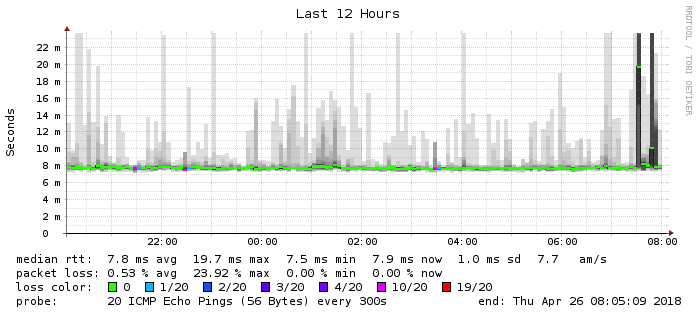 Last 12 Hours
RRDTOOL / TOBI OETIKER
Seconds
22 m
20 m
18 m
16 m
14 m
12 m
10 m
8 m
6 m
4 m
2 m
0
22:00 00:00 02:00 04:00 06:00 08:00
median rtt: 7.8 ms avg 19.7 ms max 7.5 ms min 7.9 ms now 1.0 ms sd 7.7 am/s
packet loss: 0.53 % avg 23.92 % max 0.00 % min 0.00 % now
loss color: 0 1/20 2/20 3/20 4/20 10/20 19/20
probe: 20 ICMP Echo Pings (56 Bytes) every 300s end: Thu Apr 26 08:05:09 2018